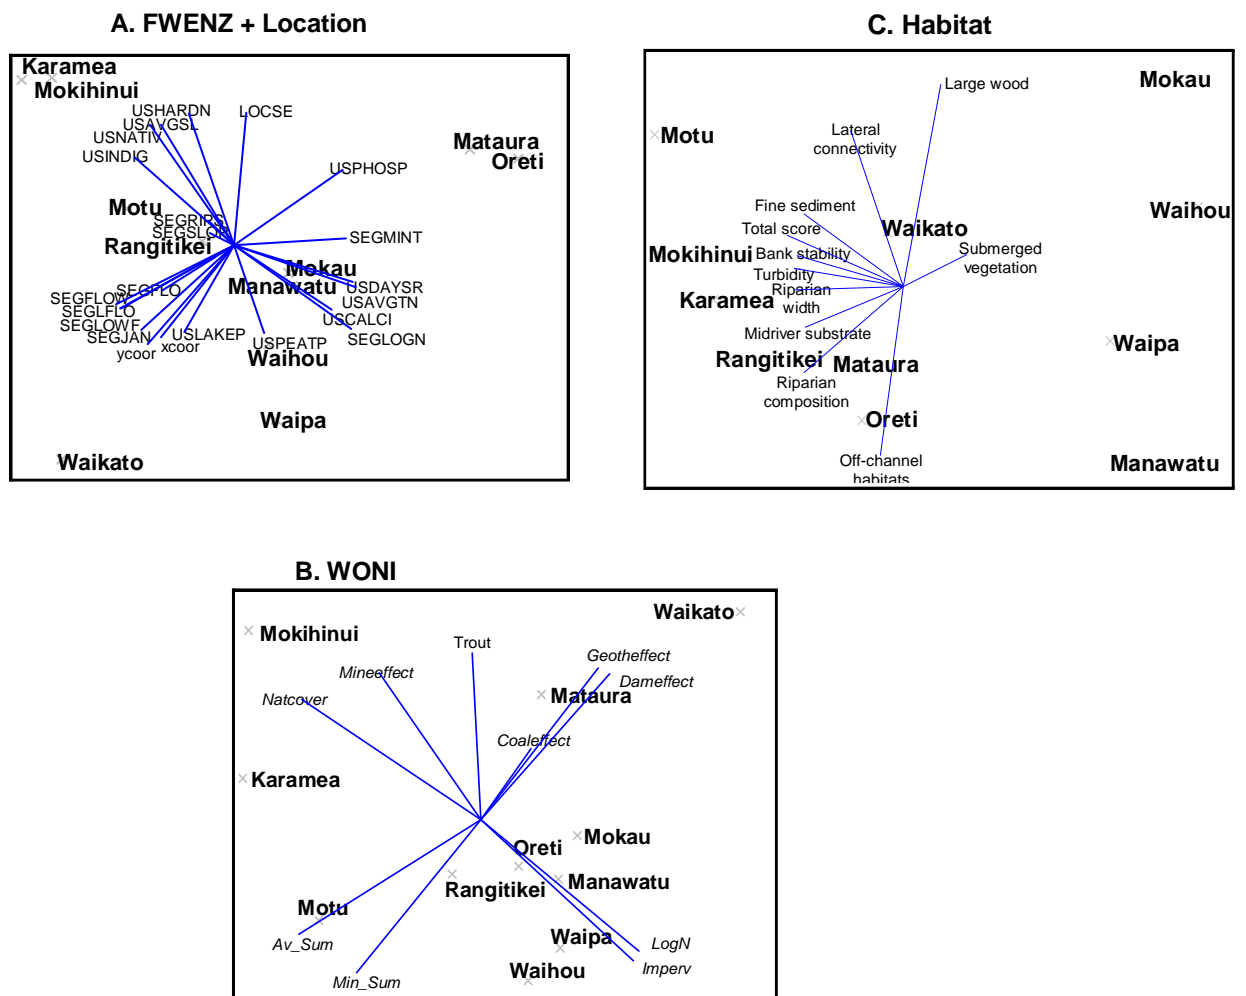 A. FWENZ + Location
Karamea
Mokihinui
USHARDN
LOCSE
USAVGSL
USNATIV
USINDIG
Mataura
Oreti
USPHOSP
Motu
SEGRIPS
SEGSLOP
Rangitikei
SEGMINT
Mokau
Manawatu
USDAYSR
SEGFLO
SEGFLOW
USAVGTN
SEGLFLO
USCALCI
SEGLOWF
SEGJAN
USLAKEP
USPEATP
SEGLOGN
ycoor
xcoor
Waihou
Waipa
Waikato
C. Habitat
Large wood
Mokau
Motu
Lateral
connectivity
Fine sediment
Waihou
Total score
Waikato
Mokihinui
Bank stability
Submerged
vegetation
Turbidity
Riparian
width
Karamea
Midriver substrate
Waipa
Rangitikei
Mataura
Riparian
composition
Oreti
Off-channel
habitats
Manawatu
B. WONI
Waikato
Mokihinui
Trout
Geotheffect
Mineeffect
Dameffect
Natcover
Mataura
Coaleffect
Karamea
Mokau
Oreti
Rangitikei
Manawatu
Motu
Av_Sum
Waipa
LogN
Waihou
Imperv
Min_Sum